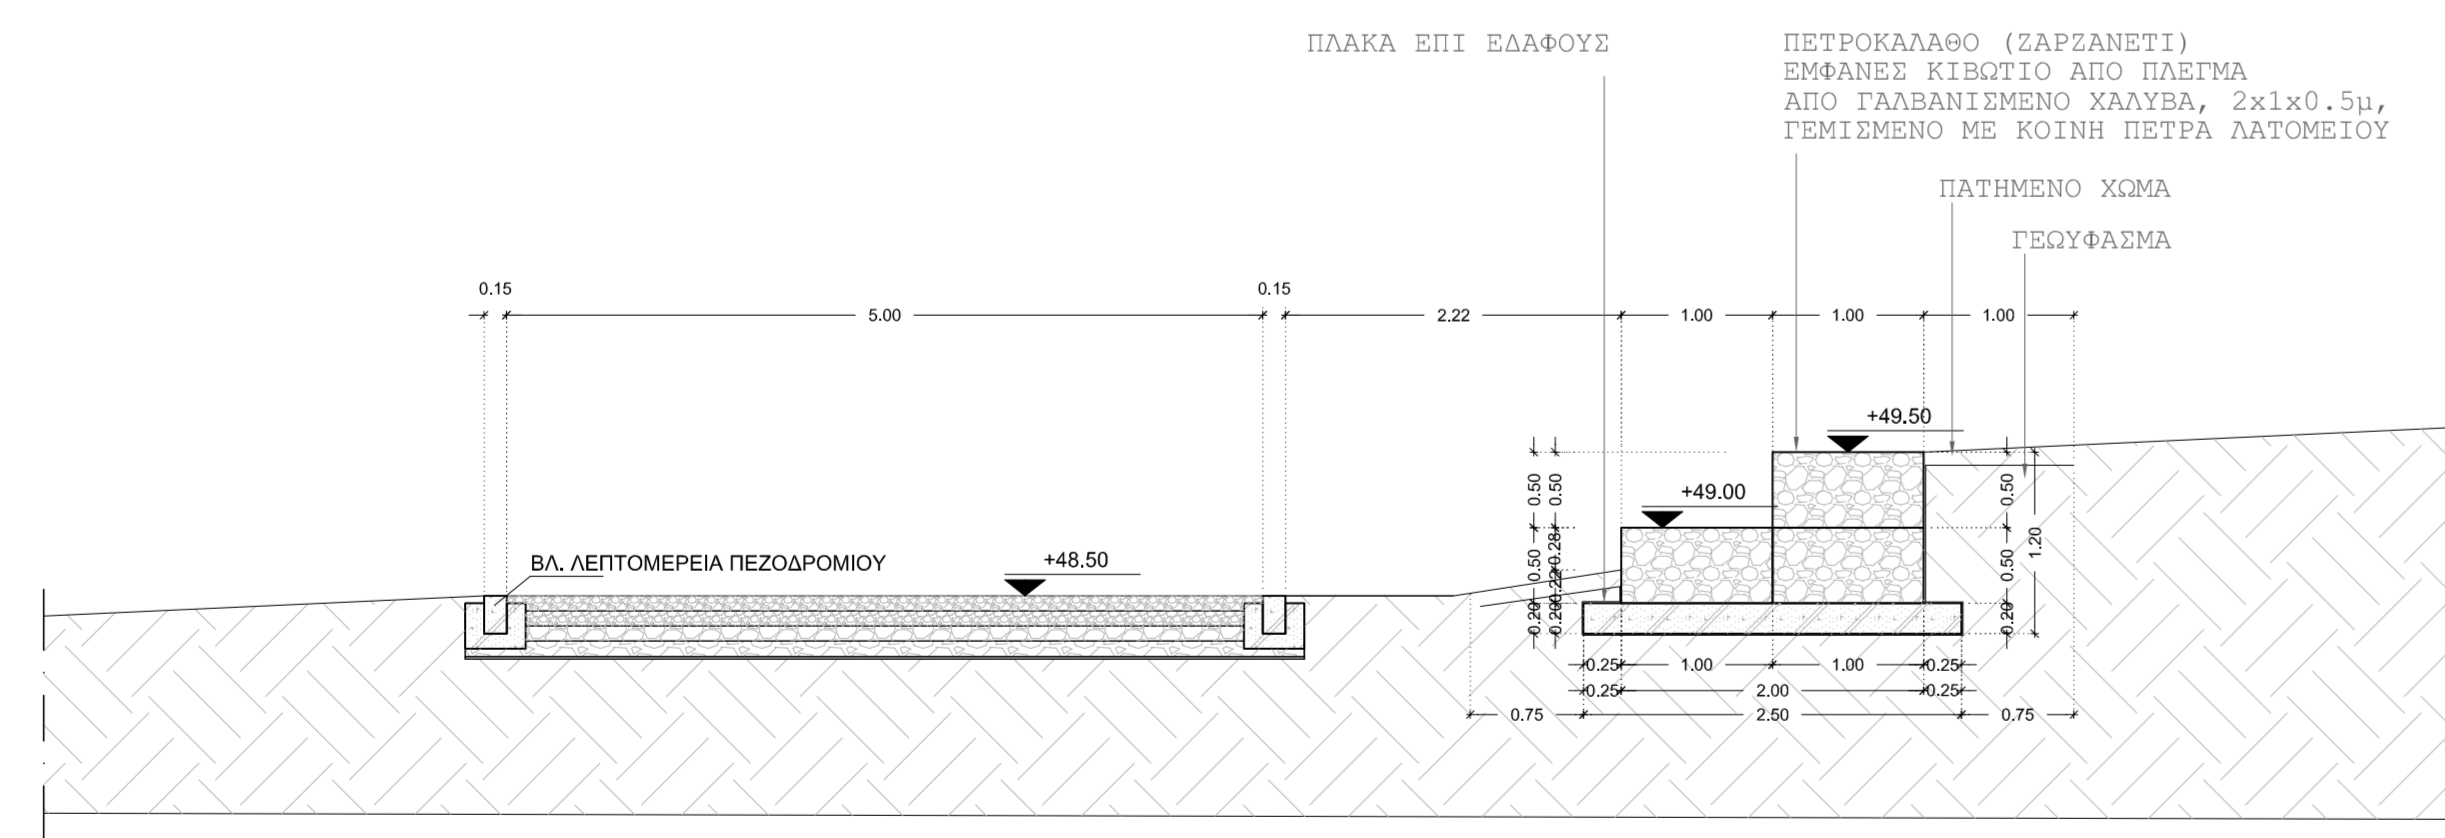 ΠΛΑΚΑ ΕΠΙ ΕΔΑΦΟΥΣ
ΠΕΤΡΟΚΑΛΑΘΟ (ΖΑΡΖΑΝΕΤΙ)
ΕΜΦΑΝΕΣ ΚΙΒΩΤΙΟ ΑΠΟ ΠΛΕΓΜΑ
ΑΠΟ ΓΑΛΒΑΝΙΣΜΕΝΟ ΧΑΛΥΒΑ, 2x1x0.5μ,
ΓΕΜΙΣΜΕΝΟ ΜΕ ΚΟΙΝΗ ΠΕΤΡΑ ΛΑΤΟΜΕΙΟΥ
ΠΑΤΗΜΕΝΟ ΧΩΜΑ
ΓΕΩΥΦΑΣΜΑ
0.15 0.15
5.00 2.22 1.00 1.00 1.00
+49.50
+49.00
0.50 0.50 0.50
ΒΛ. ΛΕΠΤΟΜΕΡΕΙΑ ΠΕΖΟΔΡΟΜΙΟΥ
+48.50
0.50 0.28 0.50 1.20
0.22
0.20 0.20 0.20
0.25 1.00 1.00 0.25
0.25 2.00 0.25
0.75 2.50 0.75